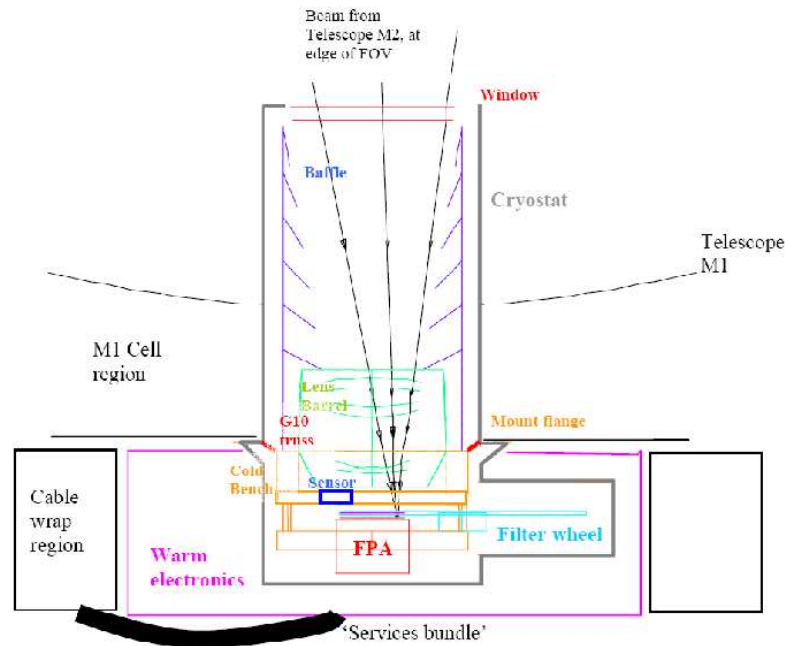 Beam from
Telescope M2, at
edge of FOV
Window
Baffle
Cryostat
Telescope
M1
M1 Cell
region
Lens
Barrel
G10
truss
Mount flange
Cold
Bench
Sensor
Cable
wrap
region
FPA
Filter wheel
Warm
electronics
'Services bundle'